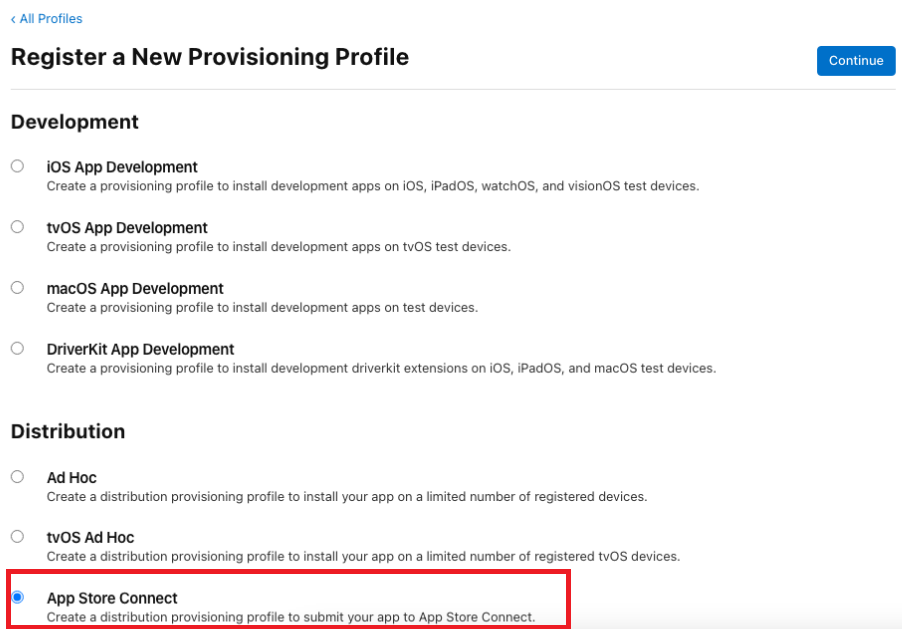 ‹ All Profiles
Register a New Provisioning Profile
Continue
Development
iOS App Development
Create a provisioning profile to install development apps on iOS, iPadOS, watchOS, and visionOS test devices.
tvOS App Development
Create a provisioning profile to install development apps on tvOS test devices.
macOS App Development
Create a provisioning profile to install development apps on test devices.
DriverKit App Development
Create a provisioning profile to install development driverkit extensions on iOS, iPadOS, and macOS test devices.
Distribution
Ad Hoc
Create a distribution provisioning profile to install your app on a limited number of registered devices.
tvOS Ad Hoc
Create a distribution provisioning profile to install your app on a limited number of registered tvOS devices.
App Store Connect
Create a distribution provisioning profile to submit your app to App Store Connect.